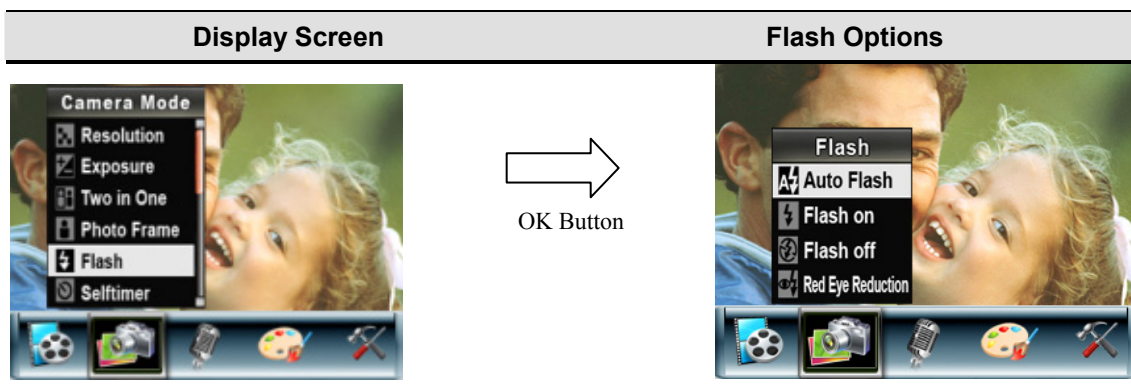 Display Screen
Flash Options
Camera Mode
Resolution
Exposure
Two in One
Photo Frame
Flash
Selftimer
OK Button
Flash
Auto Flash
Flash on
Flash off
Red Eye Reduction